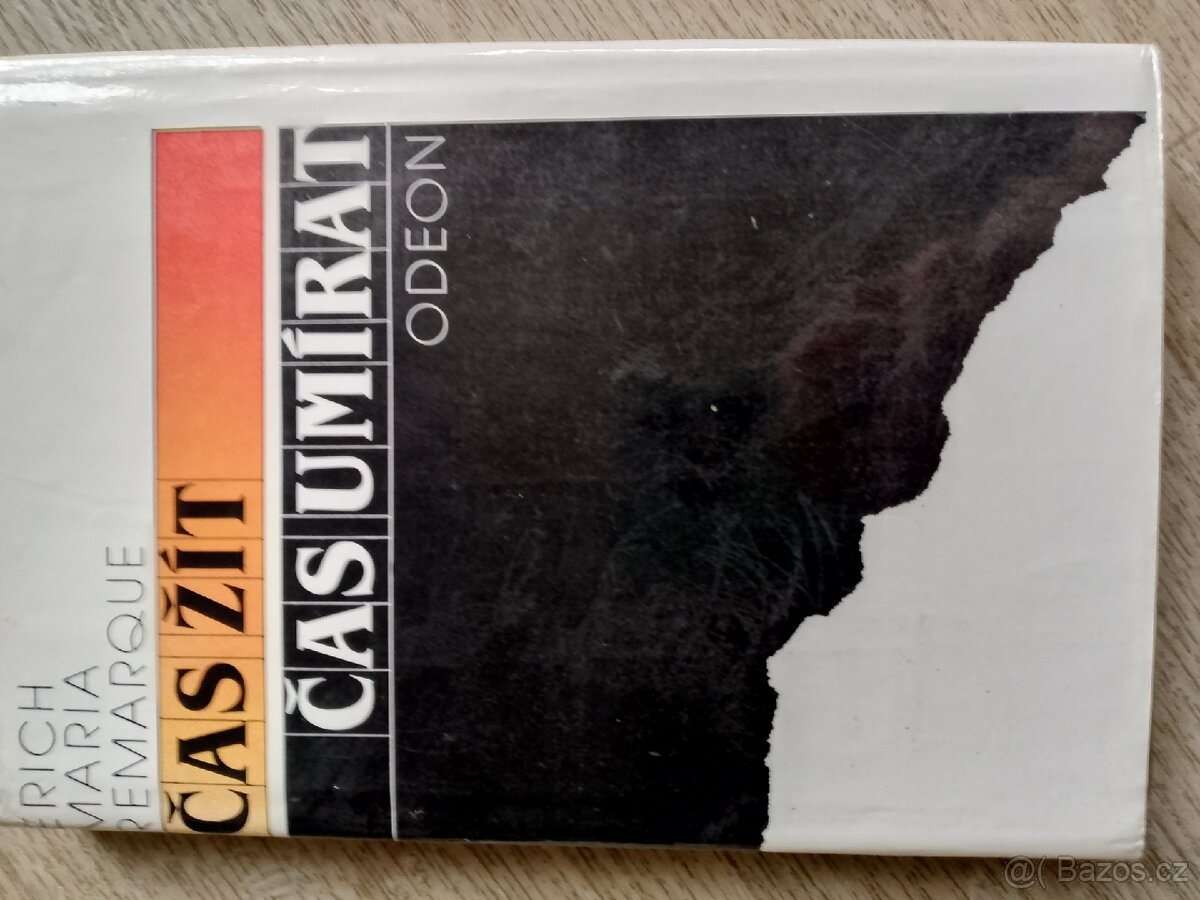 ERICH
MARIA
REMARQUE
ČAS ŽÍT
ČAS UMÍRAT
ODEON
@( Bazos.cz